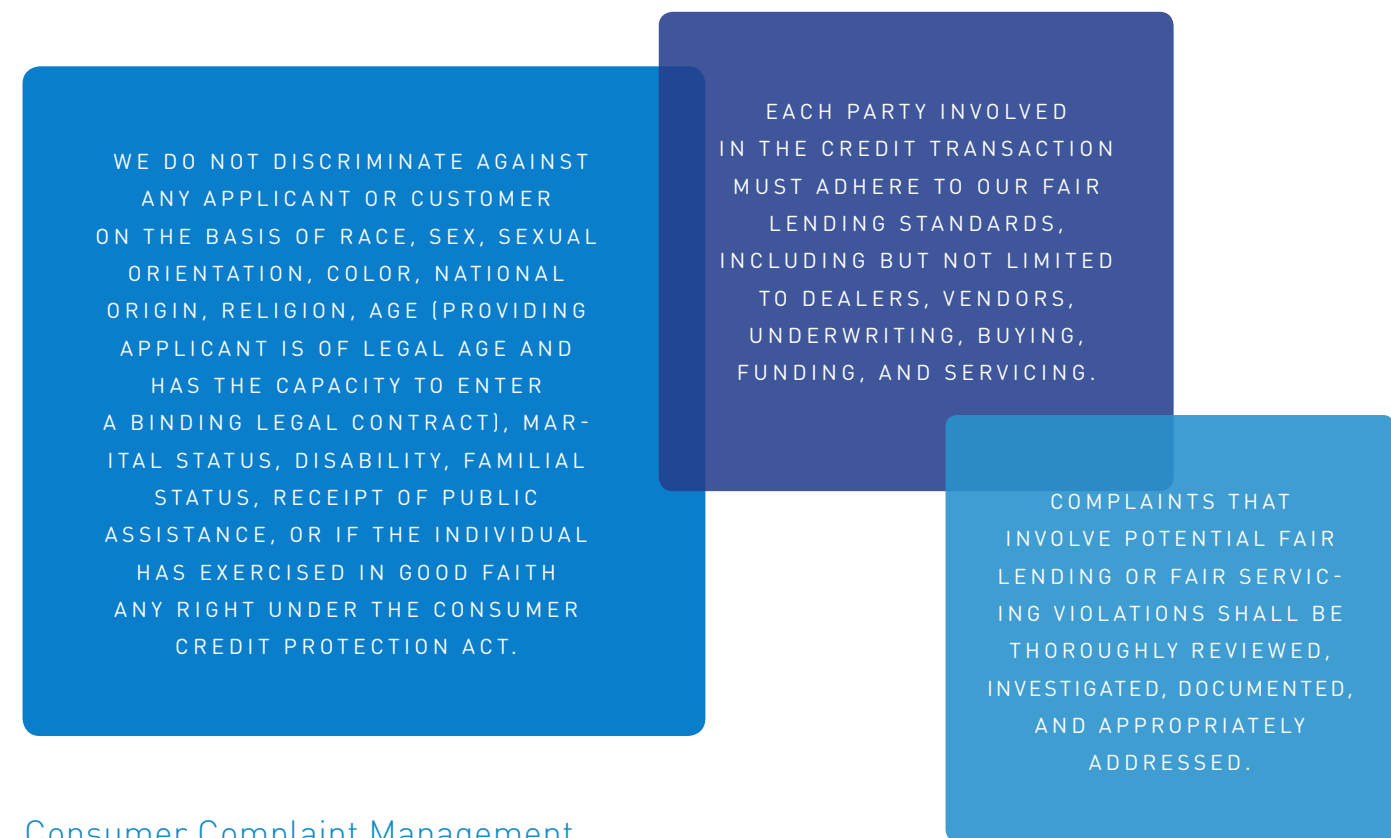 WE DO NOT DISCRIMINATE AGAINST
ANY APPLICANT OR CUSTOMER
ON THE BASIS OF RACE, SEX, SEXUAL
ORIENTATION, COLOR, NATIONAL
ORIGIN, RELIGION, AGE (PROVIDING
APPLICANT IS OF LEGAL AGE AND
HAS THE CAPACITY TO ENTER
A BINDING LEGAL CONTRACT), MAR-
ITAL STATUS, DISABILITY, FAMILIAL
STATUS, RECEIPT OF PUBLIC
ASSISTANCE, OR IF THE INDIVIDUAL
HAS EXERCISED IN GOOD FAITH
ANY RIGHT UNDER THE CONSUMER
CREDIT PROTECTION ACT.
EACH PARTY INVOLVED
IN THE CREDIT TRANSACTION
MUST ADHERE TO OUR FAIR
LENDING STANDARDS,
INCLUDING BUT NOT LIMITED
TO DEALERS, VENDORS,
UNDERWRITING, BUYING,
FUNDING, AND SERVICING.
COMPLAINTS THAT
INVOLVE POTENTIAL FAIR
LENDING OR FAIR SERVIC-
ING VIOLATIONS SHALL BE
THOROUGHLY REVIEWED,
INVESTIGATED, DOCUMENTED,
AND APPROPRIATELY
ADDRESSED.
Consumer Complaint Management